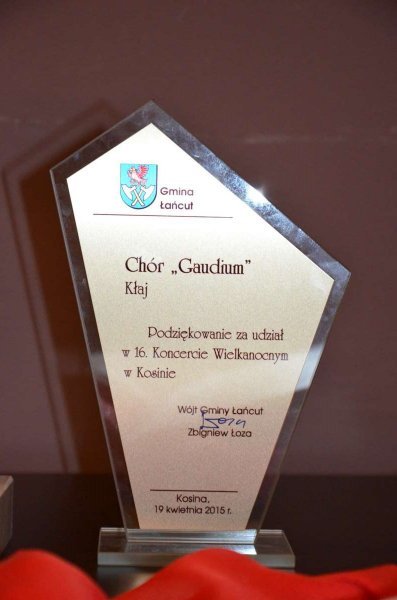 Gmina
Łańcut
Chór „Gaudium”
Kłaj
Podziękowanie za udział
w 16. Koncercie Wielkanocnym
w Kosinie
Wójt Gminy Łańcut
Łoza
Zbigniew Łoza
Kosina,
19 kwietnia 2015 r.